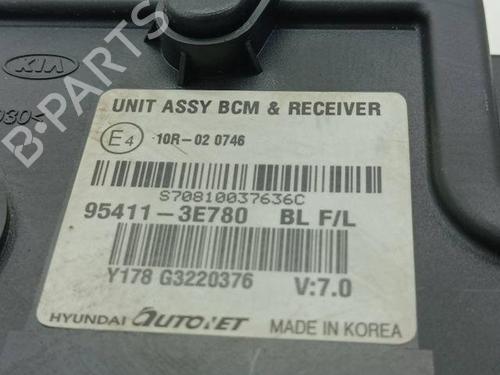 KIA
030<
UNIT ASSY BCM & RECEIVER
E4 10R-02 0746
S70810037636C
95411-3E780 BL F/L
Y178 G3220376 V:7.0
HYUNDAI AUTONET MADE IN KOREA
B-PARTS